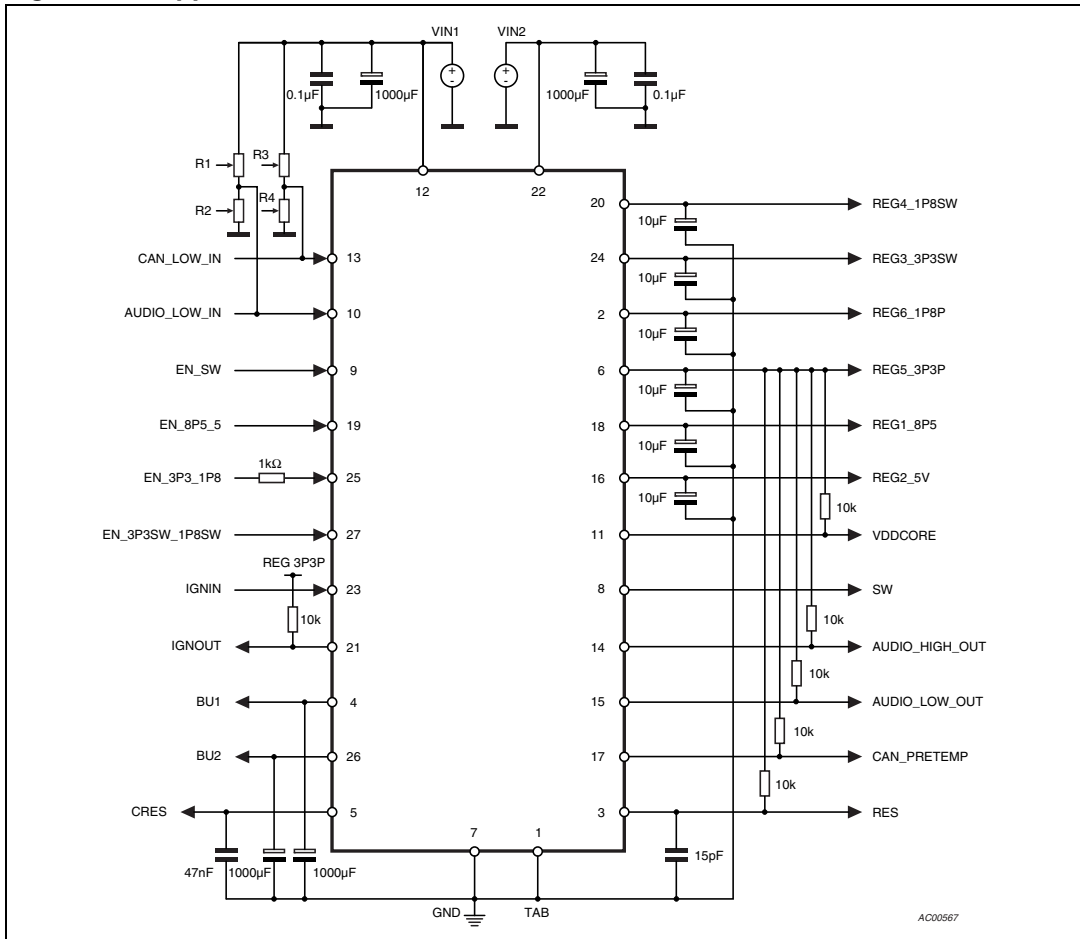 VIN1
VIN2
0.1µF
1000µF
1000µF
0.1µF
R1
R3
R2
R4
12
22
CAN_LOW_IN
13
AUDIO_LOW_IN
10
EN_SW
9
EN_8P5_5
19
EN_3P3_1P8
1kΩ
25
EN_3P3SW_1P8SW
27
REG 3P3P
IGNIN
23
10k
IGNOUT
21
BU1
4
BU2
26
CRES
5
47nF
1000µF
1000µF
7
1
GND
TAB
20
10µF
REG4_1P8SW
24
10µF
REG3_3P3SW
2
10µF
REG6_1P8P
6
10µF
REG5_3P3P
18
10µF
REG1_8P5
16
10µF
REG2_5V
10k
11
VDDCORE
8
SW
10k
14
AUDIO_HIGH_OUT
10k
15
AUDIO_LOW_OUT
10k
17
CAN_PRETEMP
10k
3
RES
15pF
AC00567